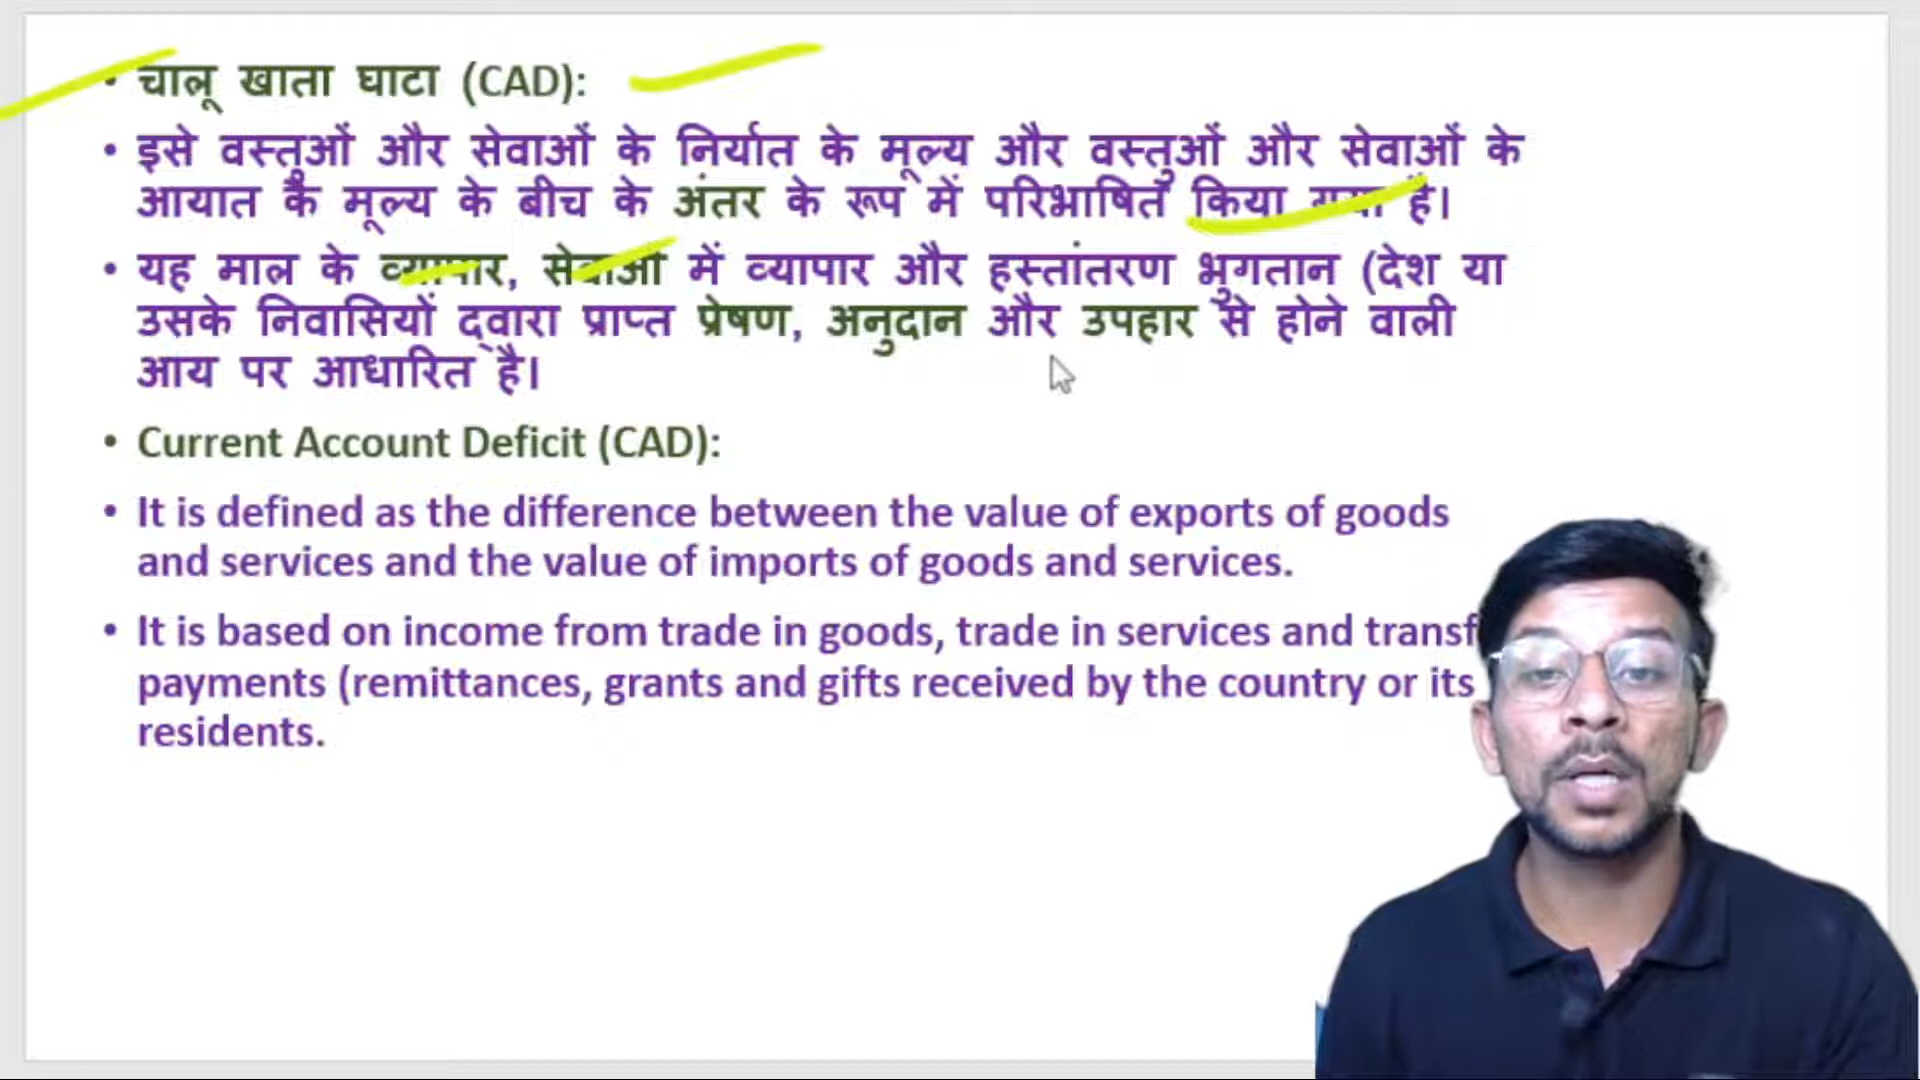 • चालू खाता घाटा (CAD):
• इसे वस्तुओं और सेवाओं के निर्यात के मूल्य और वस्तुओं और सेवाओं के
आयात के मूल्य के बीच के अंतर के रूप में परिभाषित किया गया है।
• यह माल के व्यापार, सेवाओं में व्यापार और हस्तांतरण भुगतान (देश या
उसके निवासियों द्वारा प्राप्त प्रेषण, अनुदान और उपहार से होने वाली
आय पर आधारित है।
• Current Account Deficit (CAD):
• It is defined as the difference between the value of exports of goods
and services and the value of imports of goods and services.
• It is based on income from trade in goods, trade in services and transf
payments (remittances, grants and gifts received by the country or its
residents.